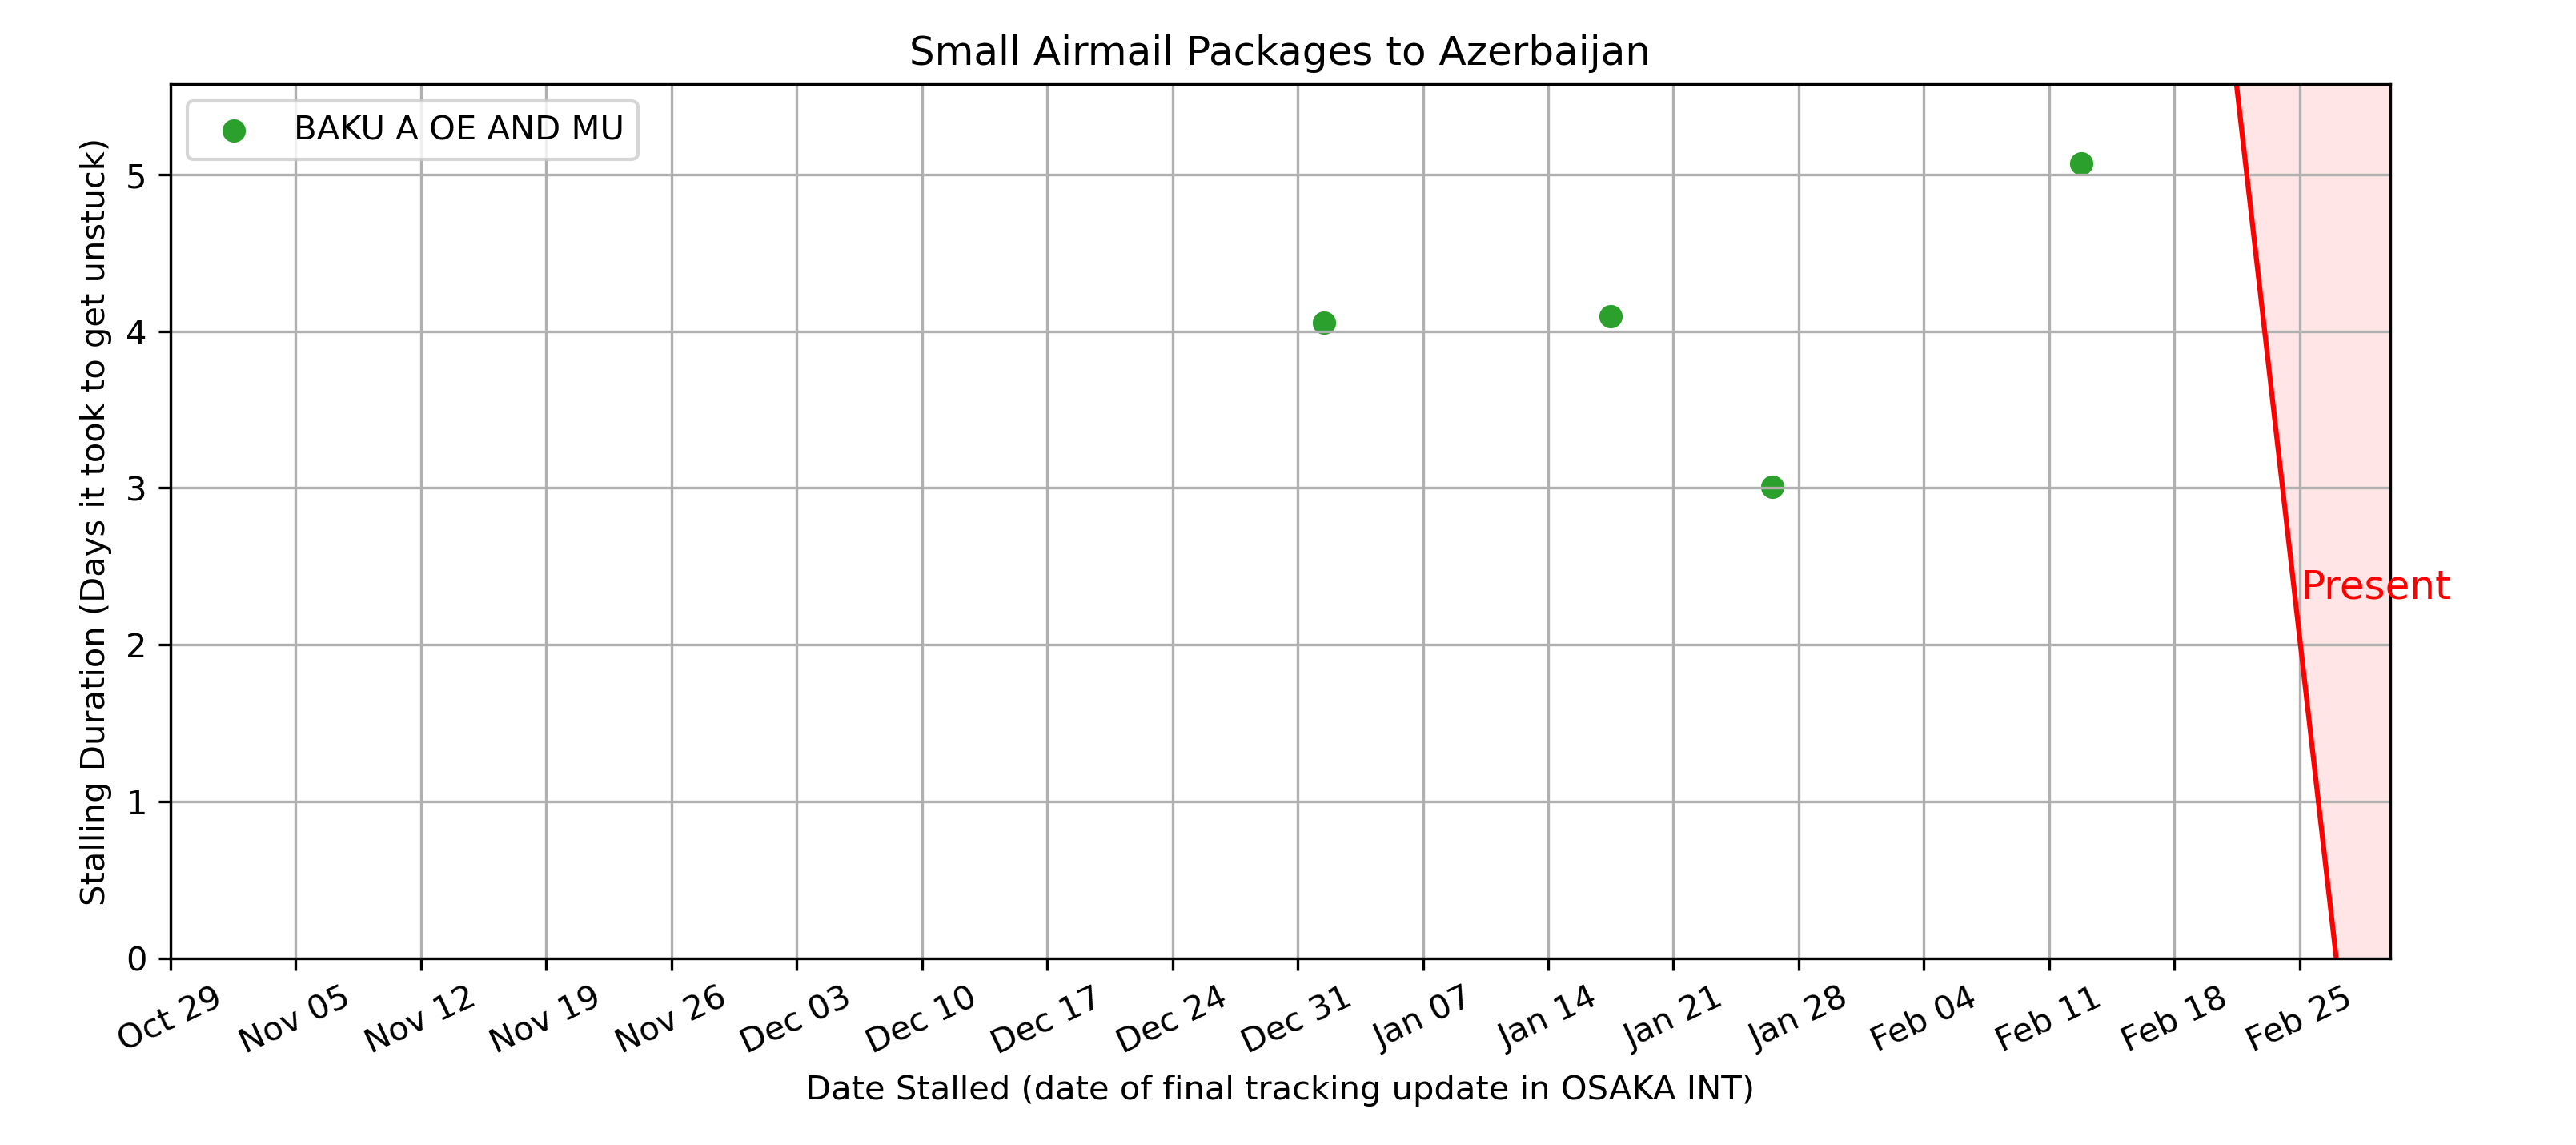 Small Airmail Packages to Azerbaijan
BAKU A OE AND MU
Stalling Duration (Days it took to get unstuck)
5
4
3
2
1
0
Present
Oct 29
Nov 05
Nov 12
Nov 19
Nov 26
Dec 03
Dec 10
Dec 17
Dec 24
Dec 31
Jan 07
Jan 14
Jan 21
Jan 28
Feb 04
Feb 11
Feb 18
Feb 25
Date Stalled (date of final tracking update in OSAKA INT)